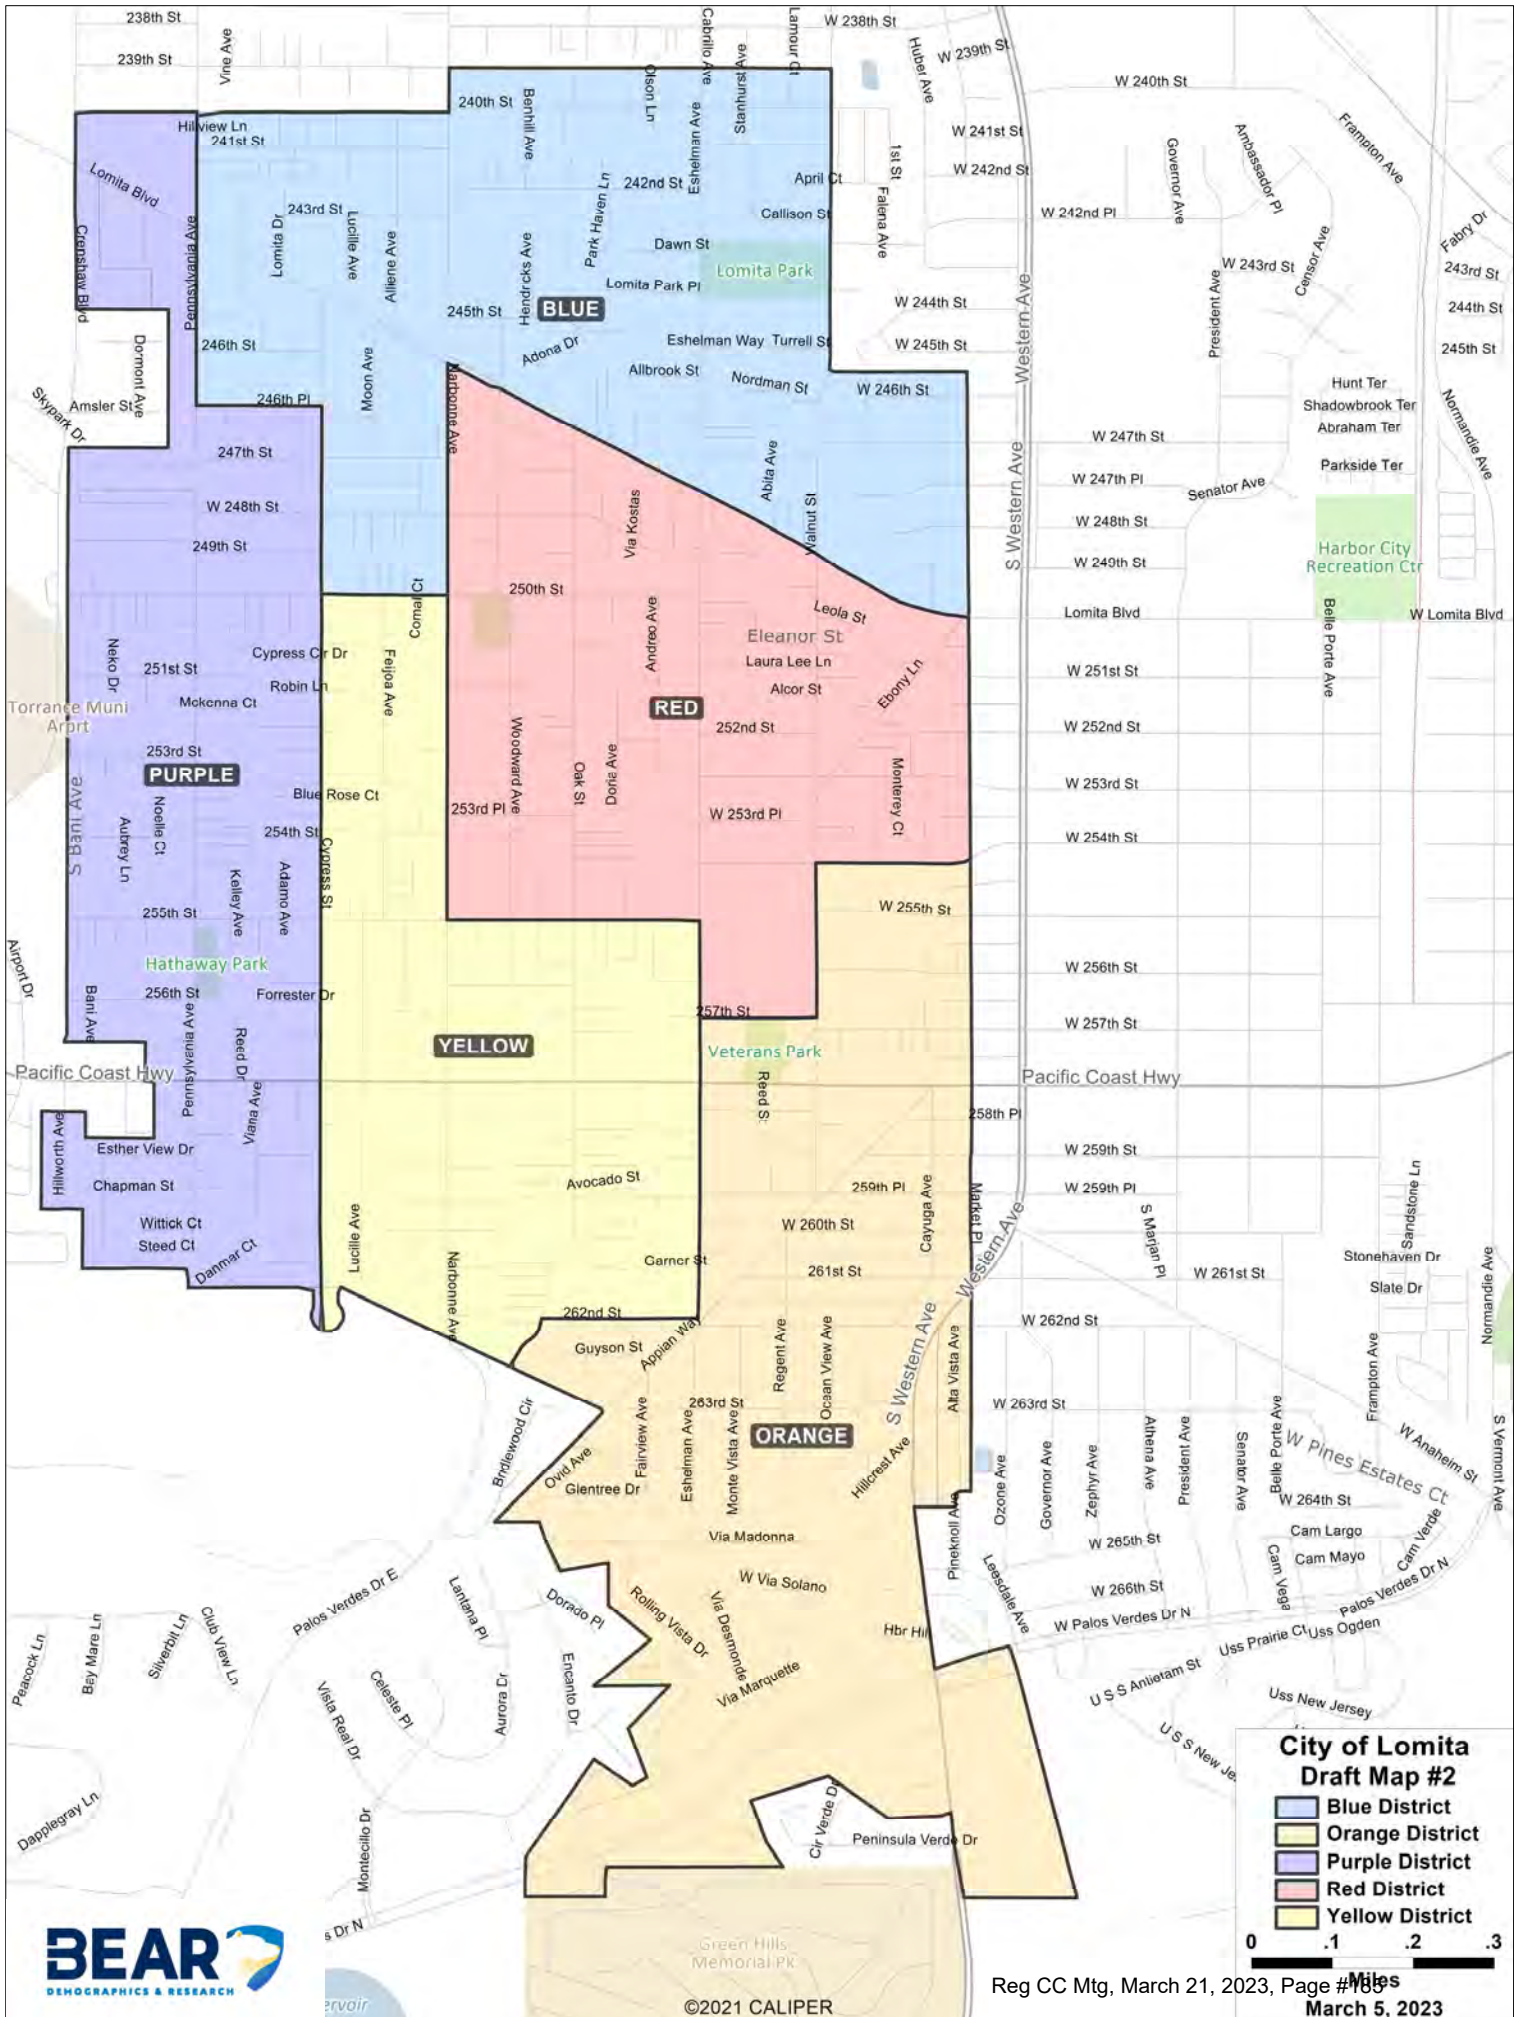 238th St
W 238th St
239th St
Vine Ave
Cabrillo Ave
Lamour Ct
Stanhurst Ave
Olson Ln
Huber Ave
W 239th St
W 240th St
240th St
Benhill Ave
Eshelman Ave
Hillview Ln
241st St
W 241st St
1st St
W 242nd St
Governor Ave
Ambassador Pl
Frampton Ave
Lomita Blvd
242nd St
April Ct
Falena Ave
243rd St
Callison St
W 242nd Pl
Fabry Dr
Crenshaw Blvd
Pennsylvania Ave
Lomita Dr
Lucille Ave
Alliene Ave
Hendricks Ave
Park Haven Ln
Dawn St
Lomita Park
Lomita Park Pl
W 243rd St
Censor Ave
243rd St
W 244th St
244th St
245th St
BLUE
S Western Ave
President Ave
Dormont Ave
246th St
Adona Dr
Eshelman Way
Turrell St
W 245th St
245th St
Allbrook St
Nordman St
W 246th St
Hunt Ter
Shadowbrook Ter
Abraham Ter
Parkside Ter
Normandie Ave
Skypark Dr
Amsler St
246th Pl
Moon Ave
Narbonne Ave
247th St
W 247th St
Abita Ave
W 247th Pl
Senator Ave
W 248th St
Via Kostas
Walnut St
S Western Ave
W 248th St
249th St
W 249th St
Harbor City
Recreation Ctr
250th St
Comal Ct
Leola St
Lomita Blvd
W Lomita Blvd
Belle Porte Ave
Neko Dr
Cypress Cir Dr
Feijoa Ave
Andreo Ave
Eleanor St
251st St
Laura Lee Ln
W 251st St
Robin Ln
Alcor St
Ebony Ln
Mckenna Ct
Torrance Muni
Arprt
RED
252nd St
W 252nd St
253rd St
PURPLE
Woodward Ave
Oak St
Doria Ave
Monterey Ct
W 253rd St
Blue Rose Ct
S Bani Ave
Noelle Ct
Aubrey Ln
253rd Pl
W 253rd Pl
254th St
Cypress St
W 254th St
Kelley Ave
Adamo Ave
255th St
W 255th St
Airport Dr
Hathaway Park
W 256th St
Bani Ave
256th St
Forrester Dr
257th St
W 257th St
Pennsylvania Ave
Reed Dr
YELLOW
Veterans Park
Pacific Coast Hwy
Pacific Coast Hwy
Viana Ave
Reed St
258th Pl
Hillworth Ave
Esther View Dr
W 259th St
Chapman St
Avocado St
259th Pl
Cayuga Ave
Market Pl
W 259th Pl
Sandstone Ln
Wittick Ct
Steed Ct
Danmar Ct
Lucille Ave
Narbonne Ave
W 260th St
Western Ave
S Marjan Pl
Garner St
261st St
W 261st St
Stonehaven Dr
Slate Dr
Normandie Ave
262nd St
Appian Way
W 262nd St
Guyson St
Regent Ave
Ocean View Ave
S Western Ave
Alta Vista Ave
Frampton Ave
263rd St
W 263rd St
Bridlewood Cir
Ovid Ave
Fairview Ave
Eshelman Ave
Monte Vista Ave
ORANGE
Hillcrest Ave
Glentree Dr
Ozone Ave
Governor Ave
Zephyr Ave
Athena Ave
President Ave
Senator Ave
Belle Porte Ave
W Pines Estates Ct
W Anaheim St
S Vermont Ave
W 264th St
Via Madonna
Pineknoll Ave
W 265th St
Cam Largo
Cam Mayo
Cam Verde
Cam Vega
Palos Verdes Dr E
Lantana Pl
Dorado Pl
W Via Solano
Leesdale Ave
W 266th St
Palos Verdes Dr N
W Palos Verdes Dr N
Rolling Vista Dr
Via Desmonde
Hbr Hil
Uss Prairie Ct
Uss Ogden
Peacock Ln
Bay Mare Ln
Silverbit Ln
Club View Ln
Encanto Dr
Via Marquette
U S S Antietam St
Vista Real Dr
Celeste Pl
Aurora Dr
Uss New Jersey
U S S New Je
Dapplegray Ln
Montecillo Dr
Cir Verde Dr
Peninsula Verde Dr
City of Lomita
Draft Map #2
Blue District
Orange District
Purple District
Red District
Yellow District
0 .1 .2 .3
Miles
March 5, 2023
BEAR
DEMOGRAPHICS & RESEARCH
s Dr N
ervoir
Green Hills
Memorial Pk
©2021 CALIPER
Reg CC Mtg, March 21, 2023, Page #185